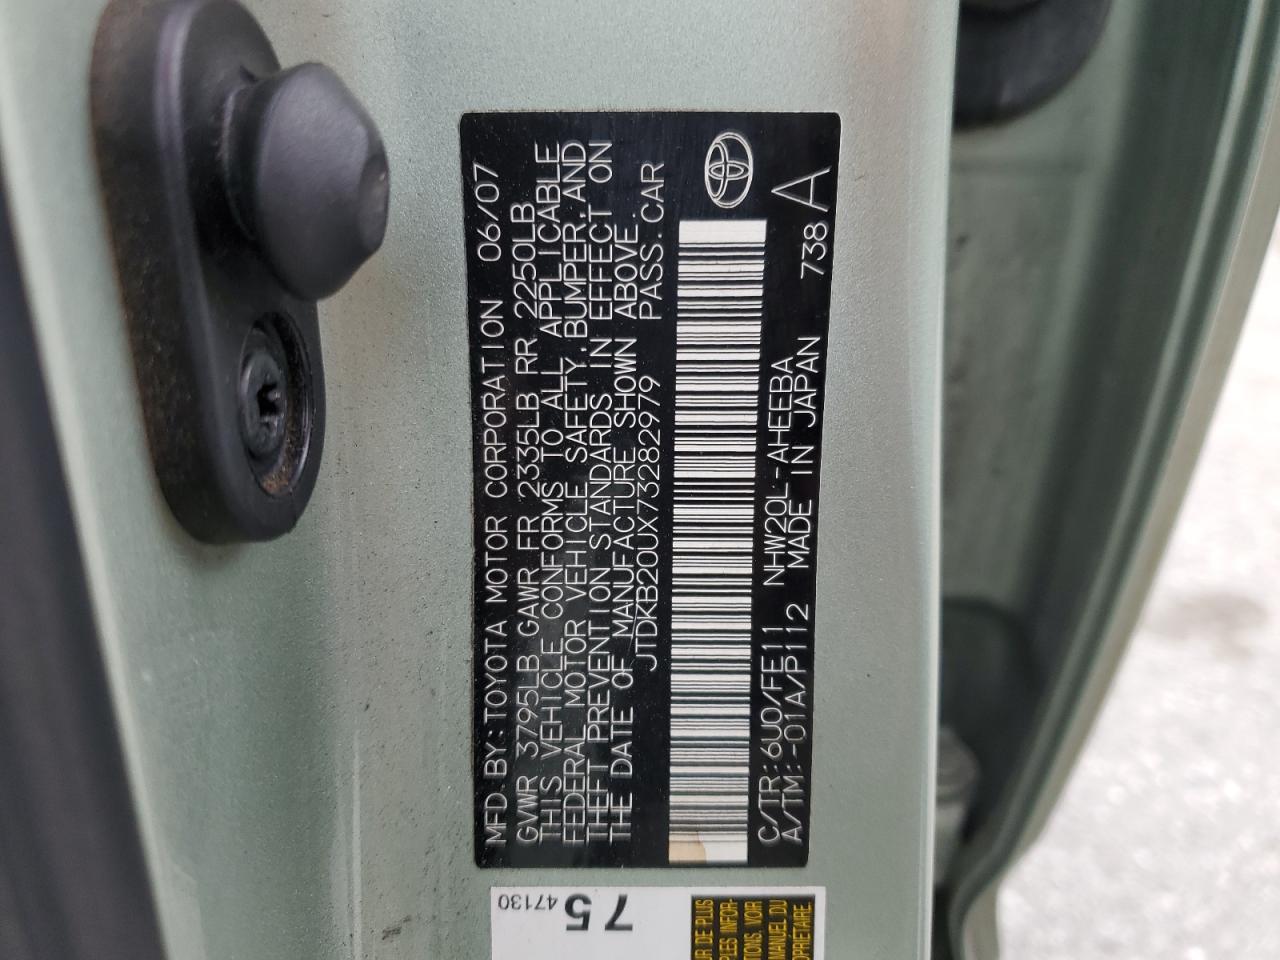 MFD.BY:TOYOTA MOTOR CORPORATION 06/07
GVWR 3795LB GAWR FR 2335LB RR 2250LB
THIS VEHICLE CONFORMS TO ALL APPLICABLE
FEDERAL MOTOR VEHICLE SAFETY,BUMPER,AND
THEFT PREVENTION STANDARDS IN EFFECT ON
THE DATE OF MANUFACTURE SHOWN ABOVE.
JTDKB20UX73282979 PASS.CAR
C/TR:6U0/FE11 NHW20L-AHEEBA 738 A
A/TM:-01A/P112 MADE IN JAPAN
75
47130
MANUEL DU